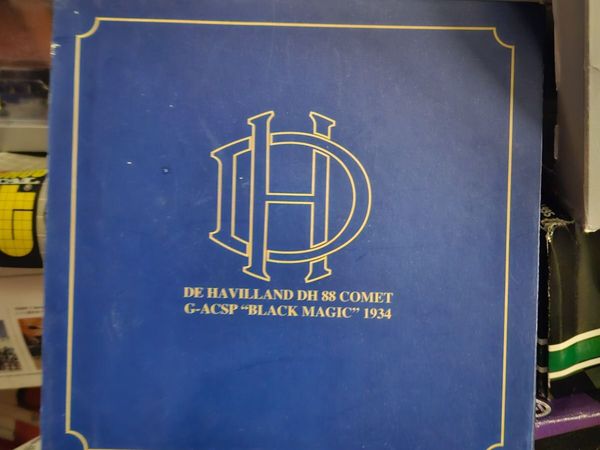 DH
DE HAVILLAND DH 88 COMET
G-ACSP “BLACK MAGIC” 1934